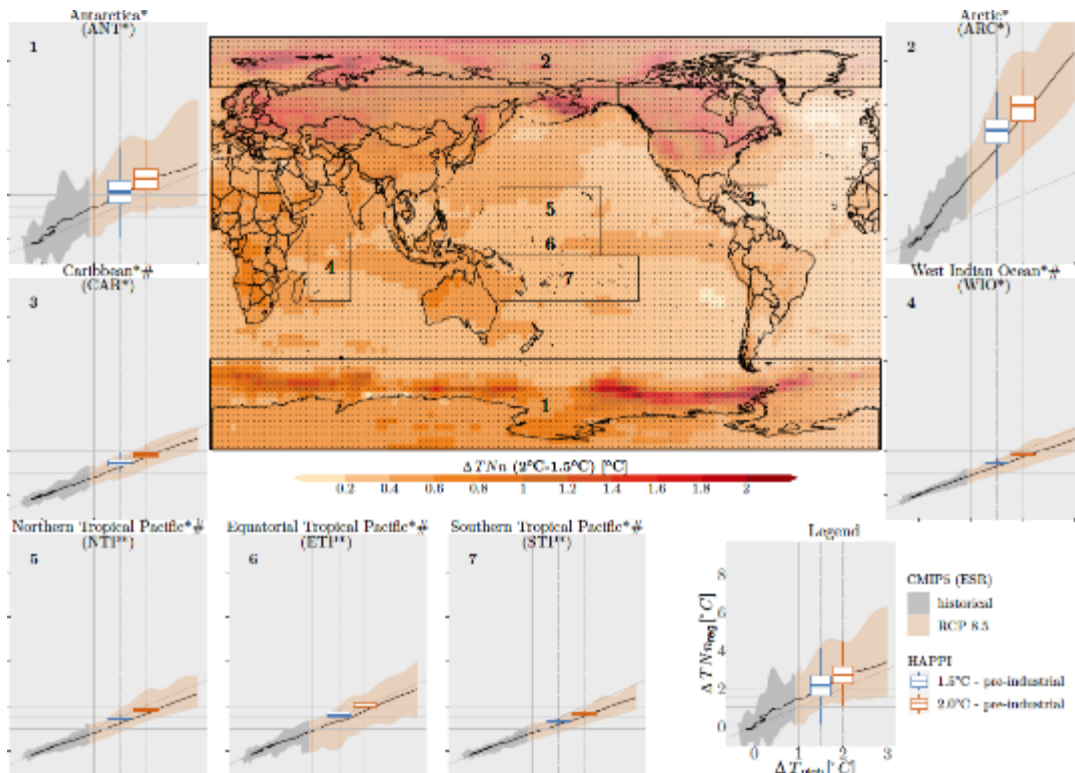 Antarctica*
(ANT*)
1
Arctic*
(ARC*)
2
2
3
5
6
4
7
1
Caribbean*#
(CAR*)
3
West Indian Ocean*#
(WIO*)
4
ΔTNn (2°C-1.5°C) [°C]
0.2 0.4 0.6 0.8 1 1.2 1.4 1.6 1.8 2
Northern Tropical Pacific*#
5
Equatorial Tropical Pacific*#
6
Southern Tropical Pacific*#
7
Legend
8
6
4
2
0
ΔTNn reg [°C]
0 1 2 3
CMIP5 (ESR)
historical
RCP 8.5
HAPPI
1.5°C - pre-industrial
2.0°C - pre-industrial